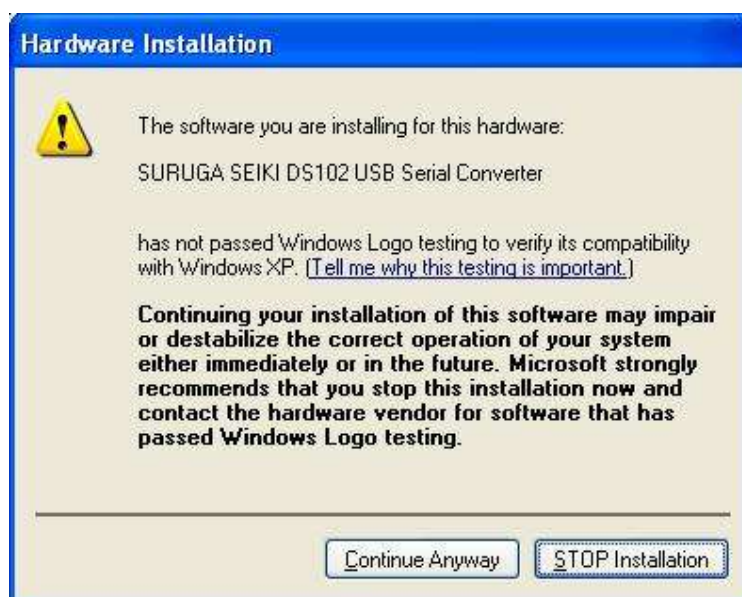 Hardware Installation
The software you are installing for this hardware:
SURUGA SEIKI DS102 USB Serial Converter
has not passed Windows Logo testing to verify its compatibility
with Windows XP. (Tell me why this testing is important.)
Continuing your installation of this software may impair
or destabilize the correct operation of your system
either immediately or in the future. Microsoft strongly
recommends that you stop this installation now and
contact the hardware vendor for software that has
passed Windows Logo testing.
Continue Anyway
STOP Installation